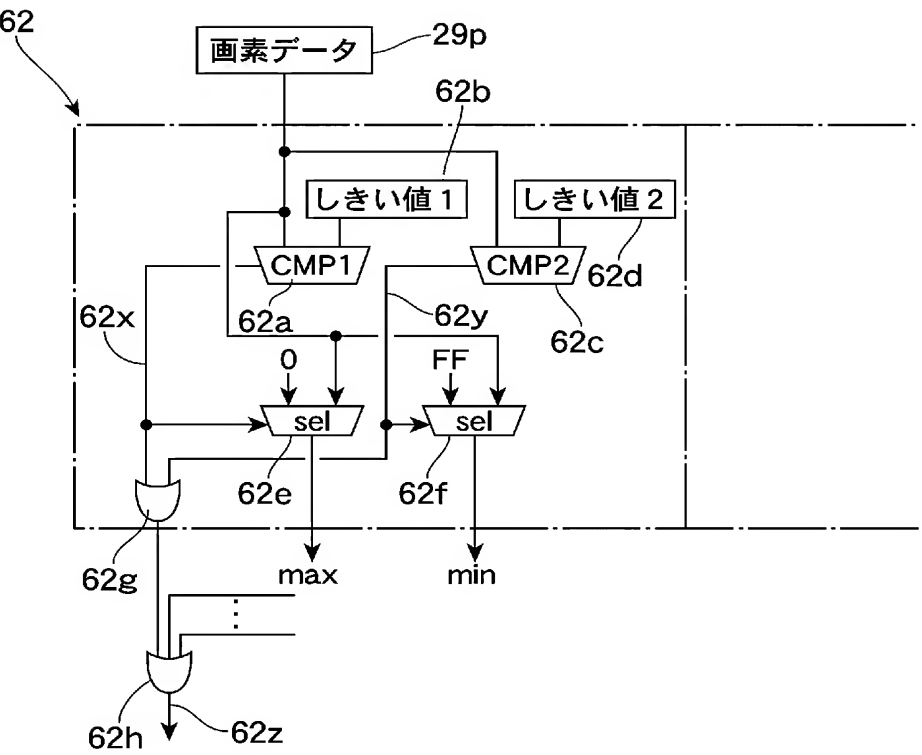 62
画素データ
29p
62b
しきい値1
しきい値2
CMP1
CMP2
62d
62a
62y
62c
62x
0
FF
sel
sel
62e
62f
62g
max
min
62h
62z